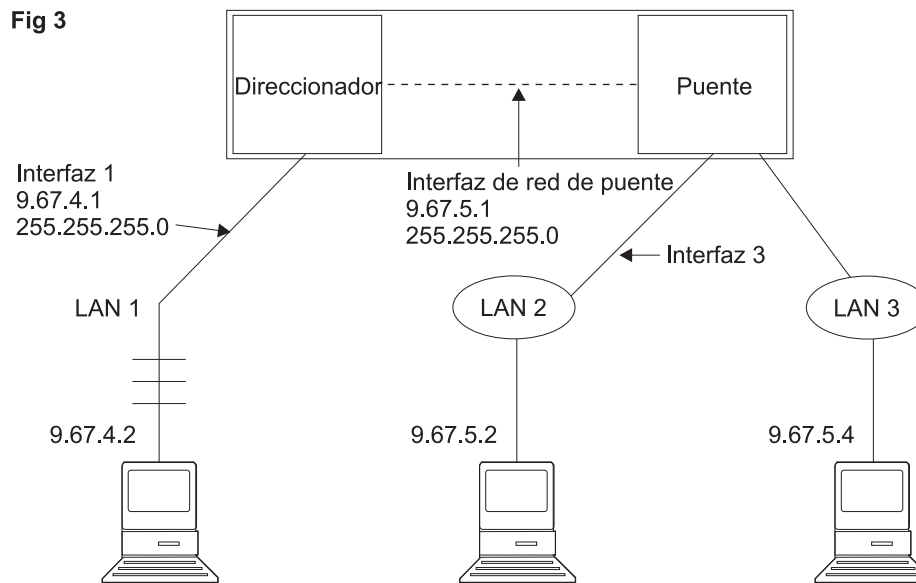 Fig 3
Direccionador
Puente
Interfaz 1
9.67.4.1
255.255.255.0
Interfaz de red de puente
9.67.5.1
255.255.255.0
Interfaz 3
LAN 1
LAN 2
LAN 3
9.67.4.2
9.67.5.2
9.67.5.4